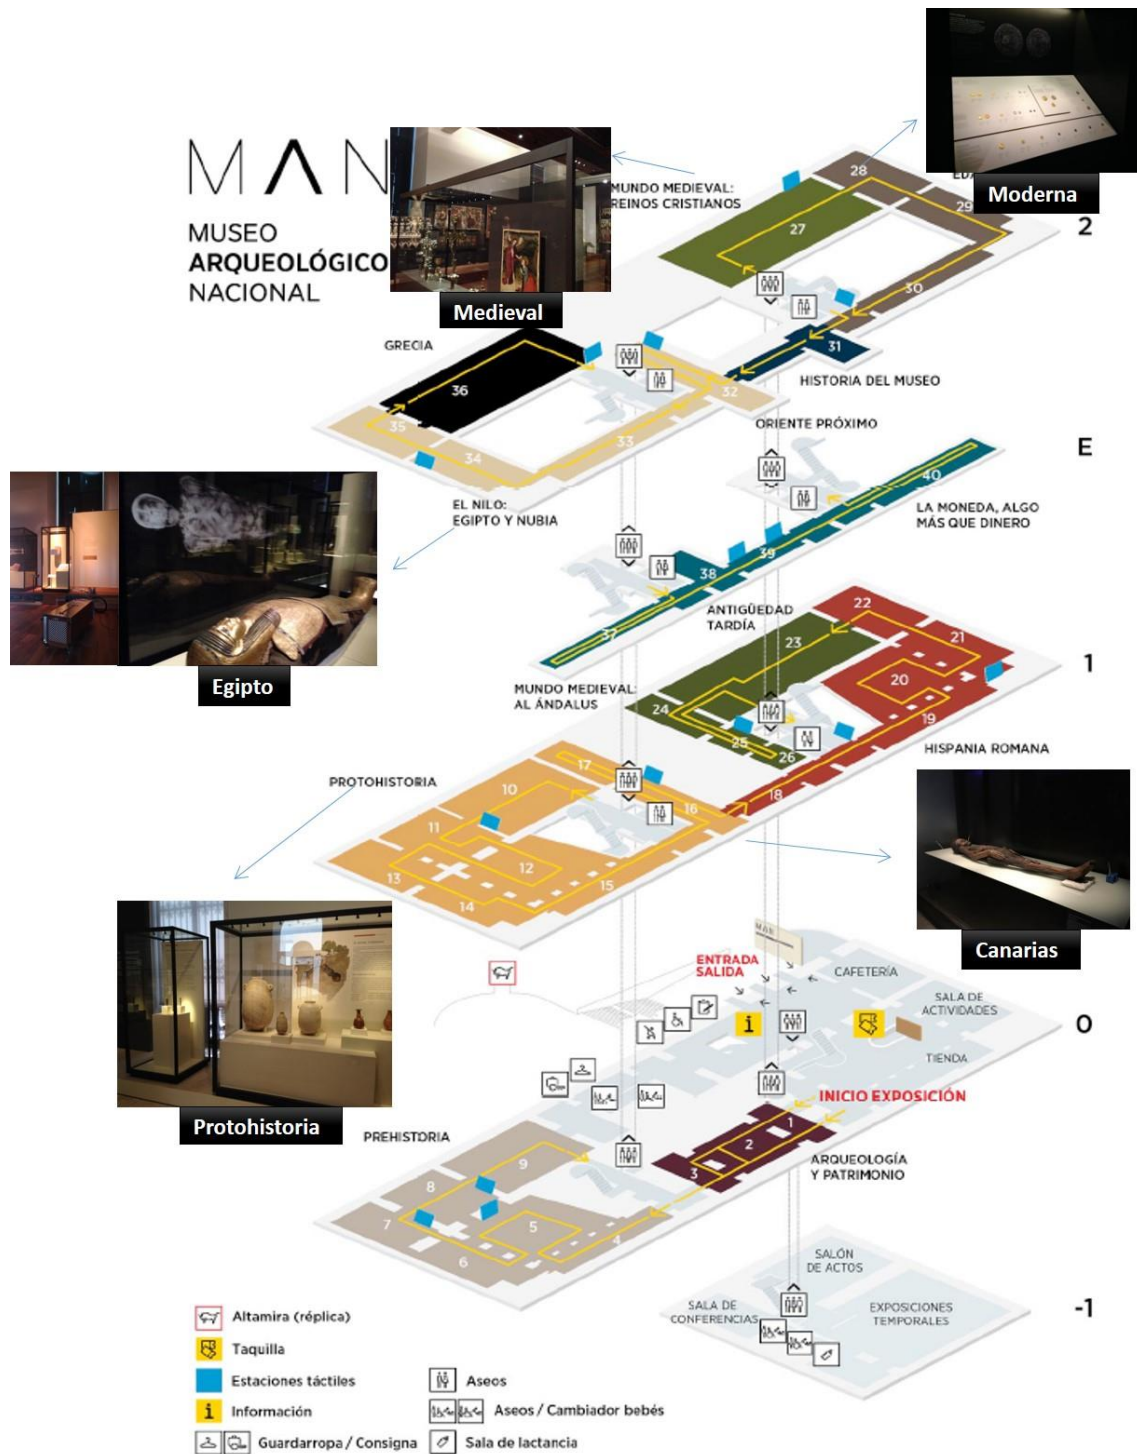 MAN
MUSEO
ARQUEOLÓGICO
NACIONAL
Medieval
MUNDO MEDIEVAL:
REINOS CRISTIANOS
Moderna
28
29
27
30
31
2
GRECIA
36
35
34
33
32
HISTORIA DEL MUSEO
ORIENTE PRÓXIMO
E
EL NILO:
EGIPTO Y NUBIA
40
39
38
37
LA MONEDA, ALGO
MÁS QUE DINERO
Egipto
ANTIGÜEDAD
TARDÍA
22
23
21
20
19
1
MUNDO MEDIEVAL:
AL ÁNDALUS
24
25
26
18
HISPANIA ROMANA
PROTOHISTORIA
17
10
16
11
12
13
15
14
Canarias
Protohistoria
MAN
ENTRADA
SALIDA
CAFETERÍA
SALA DE
ACTIVIDADES
0
i
TIENDA
INICIO EXPOSICIÓN
PREHISTORIA
1
2
3
ARQUEOLOGÍA
Y PATRIMONIO
9
8
7
5
4
6
SALÓN
DE ACTOS
SALA DE
CONFERENCIAS
EXPOSICIONES
TEMPORALES
-1
Altamira (réplica)
Taquilla
Estaciones táctiles
Aseos
i Información
Aseos / Cambiador bebés
Guardarropa / Consigna
Sala de lactancia